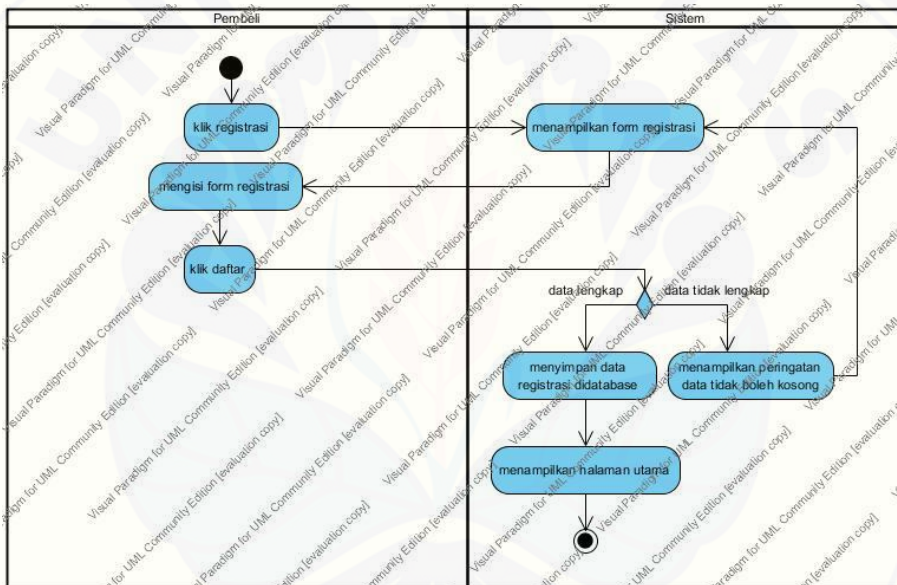 Pembeli
Sistem
klik registrasi
menampilkan form registrasi
mengisi form registrasi
klik daftar
data lengkap
data tidak lengkap
menyimpan data
registrasi didatabase
menampilkan peringatan
data tidak boleh kosong
menampilkan halaman utama
Visual Paradigm for UML Community Edition [evaluation copy]